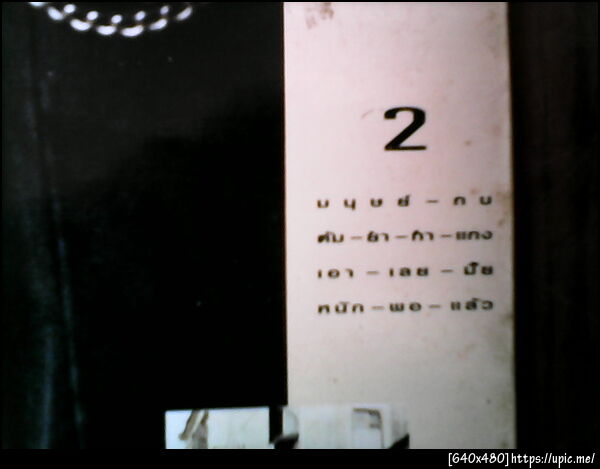 2
มนุษย์-กบ
ต้ม-ยำ-ทำ-แกง
เอา-เลย-มั๊ย
หนัก-พอ-แล้ว
[640x480]https://upic.me/